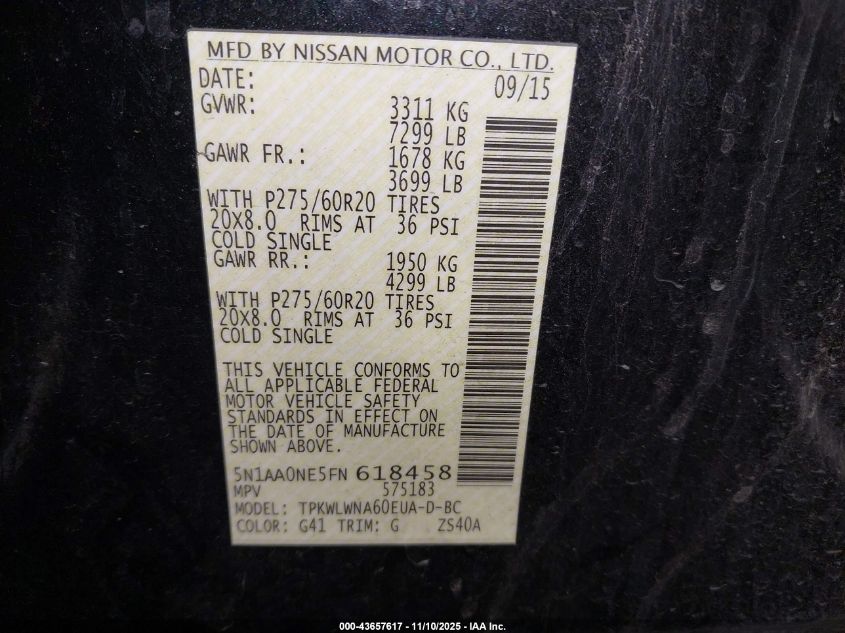 MFD BY NISSAN MOTOR CO., LTD.
DATE: 09/15
GVWR: 3311 KG
7299 LB
GAWR FR.: 1678 KG
3699 LB
WITH P275/60R20 TIRES
20X8.0 RIMS AT 36 PSI
COLD SINGLE
GAWR RR.: 1950 KG
4299 LB
WITH P275/60R20 TIRES
20X8.0 RIMS AT 36 PSI
COLD SINGLE
THIS VEHICLE CONFORMS TO
ALL APPLICABLE FEDERAL
MOTOR VEHICLE SAFETY
STANDARDS IN EFFECT ON
THE DATE OF MANUFACTURE
SHOWN ABOVE.
5N1AA0NE5FN 618458
MPV 575183
MODEL: TPKWLWNA60EUA-D-BC
COLOR: G41 TRIM: G ZS40A
000-43657617 - 11/10/2025 - IAA Inc.